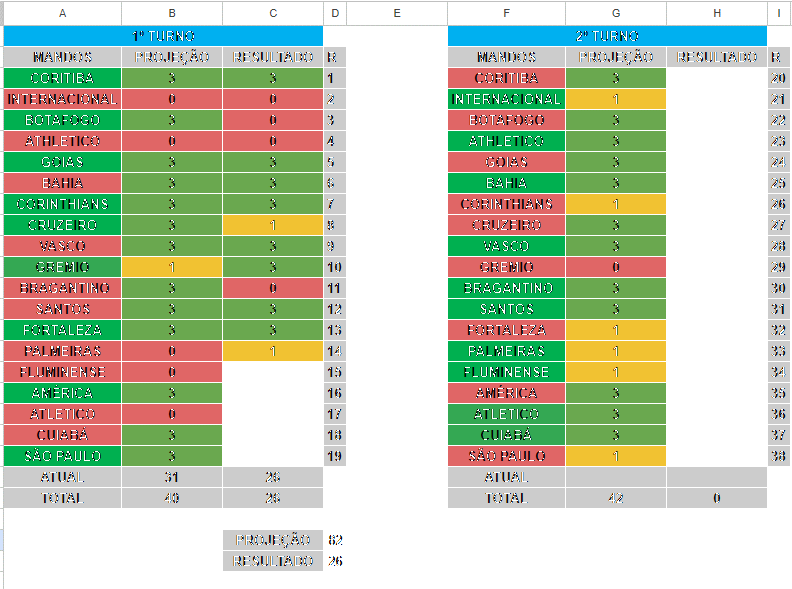 A B C D E F G H I
1º TURNO 2º TURNO
MANDOS PROJEÇÃO RESULTADO R MANDOS PROJEÇÃO RESULTADO R
CORITIBA 3 3 1 CORITIBA 3 20
INTERNACIONAL 0 0 2 INTERNACIONAL 1 21
BOTAFOGO 3 0 3 BOTAFOGO 3 22
ATHLETICO 0 0 4 ATHLETICO 3 23
GOIAS 3 3 5 GOIAS 3 24
BAHIA 3 3 6 BAHIA 3 25
CORINTHIANS 3 3 7 CORINTHIANS 1 26
CRUZEIRO 3 1 8 CRUZEIRO 3 27
VASCO 3 3 9 VASCO 3 28
GREMIO 1 3 10 GREMIO 0 29
BRAGANTINO 3 0 11 BRAGANTINO 3 30
SANTOS 3 3 12 SANTOS 3 31
FORTALEZA 3 3 13 FORTALEZA 1 32
PALMEIRAS 0 1 14 PALMEIRAS 1 33
FLUMINENSE 0 15 FLUMINENSE 1 34
AMÉRICA 3 16 AMÉRICA 3 35
ATLETICO 0 17 ATLETICO 3 36
CUIABÁ 3 18 CUIABÁ 3 37
SÃO PAULO 3 19 SÃO PAULO 1 38
ATUAL 31 26 ATUAL
TOTAL 40 26 TOTAL 42 0
PROJEÇÃO 82
RESULTADO 26